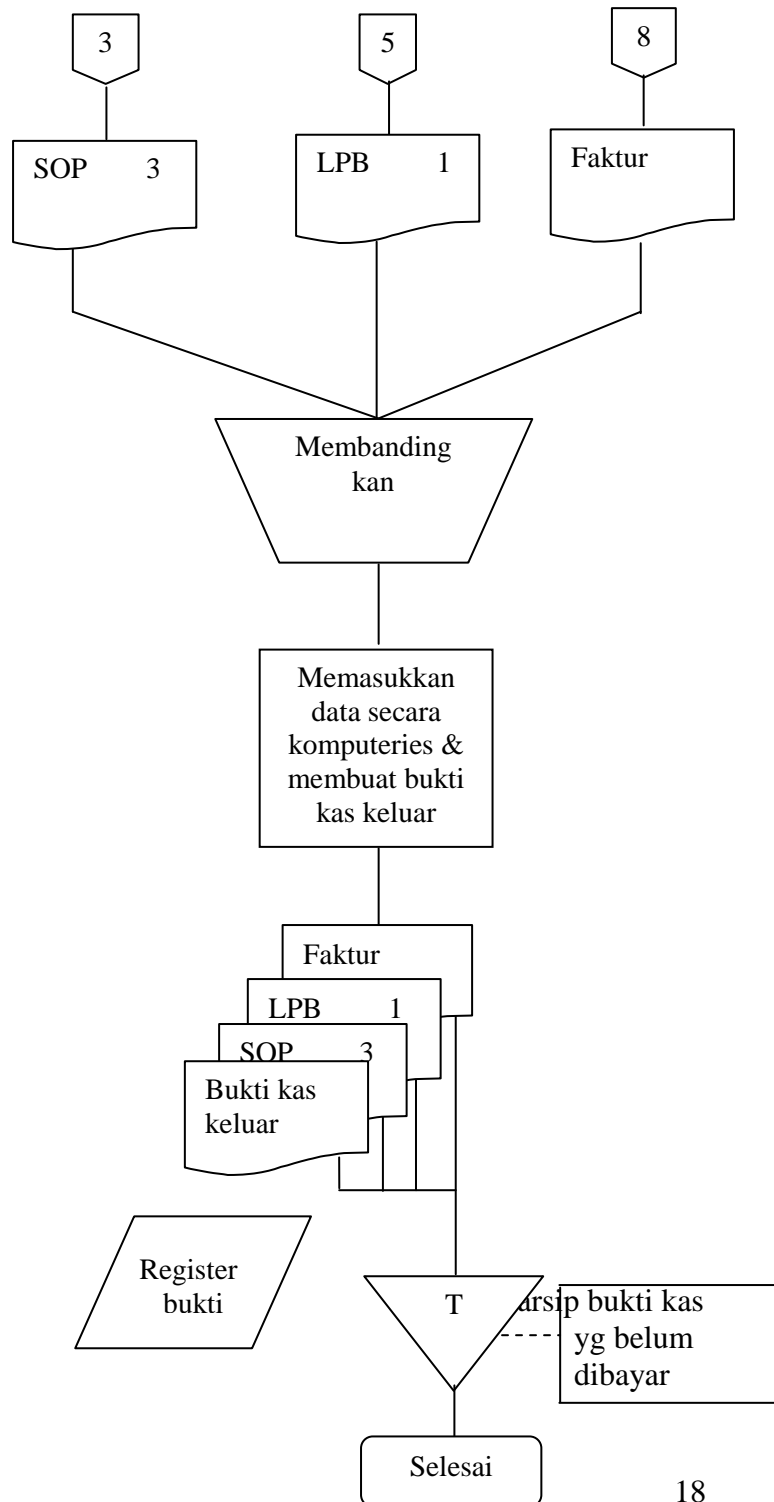 3
5
8
SOP 3
LPB 1
Faktur
Membanding
kan
Memasukkan
data secara
komputeries &
membuat bukti
kas keluar
Faktur
LPB 1
SOP 3
Bukti kas
keluar
Register
bukti
T
arsip bukti kas
yg belum
dibayar
Selesai
18